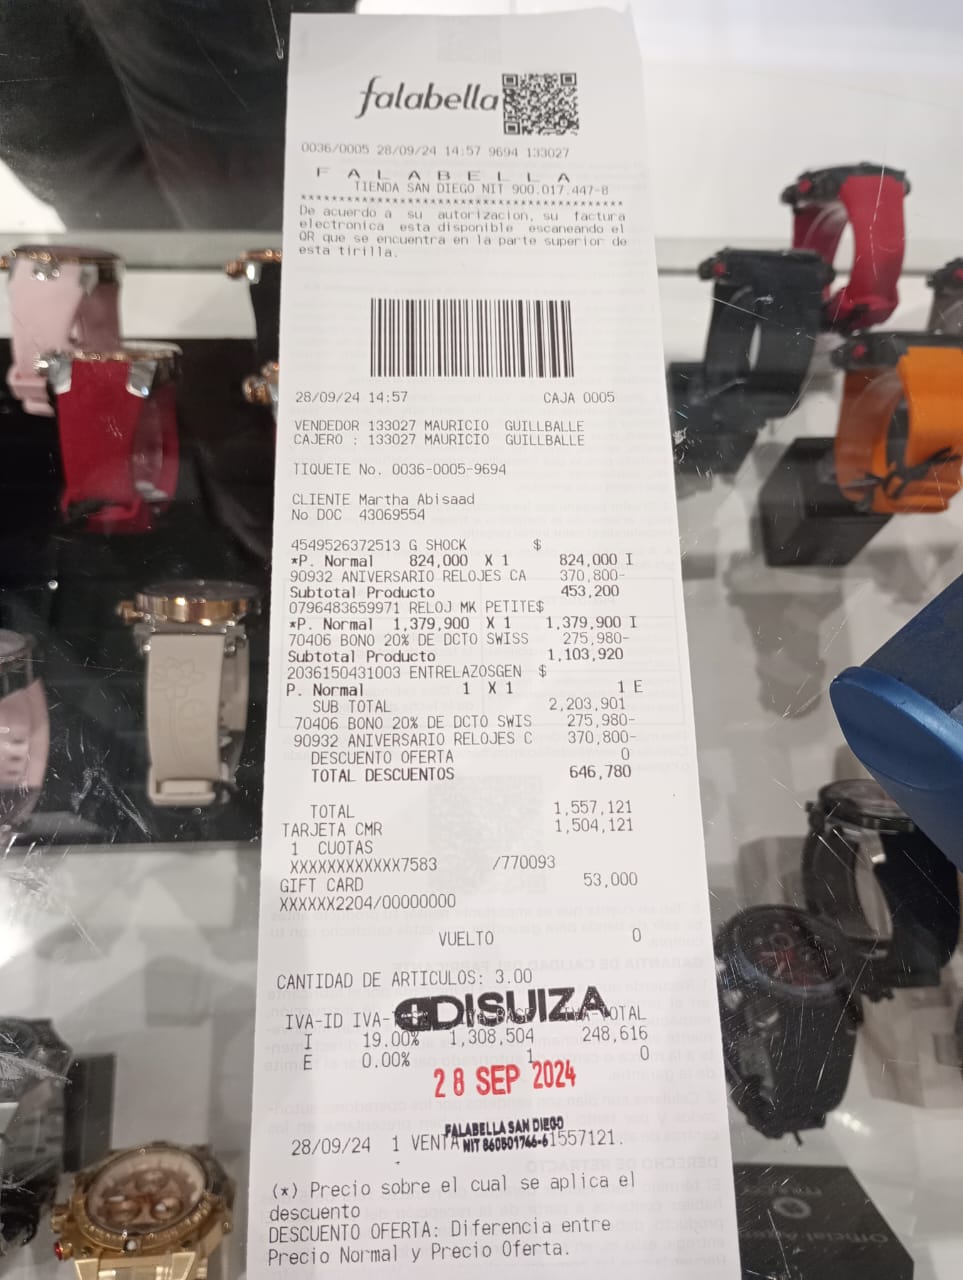 falabella
0036/0005 28/09/24 14:57 9694 133027
F A L A B E L L A
TIENDA SAN DIEGO NIT 900.017.447-8
****************************************
De acuerdo a su autorizacion, su factura
electronica esta disponible escaneando el
QR que se encuentra en la parte superior de
esta tirilla.
28/09/24 14:57 CAJA 0005
VENDEDOR 133027 MAURICIO GUILLBALLE
CAJERO : 133027 MAURICIO GUILLBALLE
TIQUETE No. 0036-0005-9694
CLIENTE Martha Abisaad
No DOC 43069554
4549526372513 G SHOCK $
*P. Normal 824,000 X 1 824,000 I
90932 ANIVERSARIO RELOJES CA 370,800-
Subtotal Producto 453,200
0796483659971 RELOJ MK PETITE$
*P. Normal 1,379,900 X 1 1,379,900 I
70406 BONO 20% DE DCTO SWISS 275,980-
Subtotal Producto 1,103,920
2036150431003 ENTRELAZOSGEN $
P. Normal 1 X 1 1 E
SUB TOTAL 2,203,901
70406 BONO 20% DE DCTO SWIS 275,980-
90932 ANIVERSARIO RELOJES C 370,800-
DESCUENTO OFERTA 0
TOTAL DESCUENTOS 646,780
TOTAL 1,557,121
TARJETA CMR 1,504,121
1 CUOTAS
XXXXXXXXXXXX7583 /770093
GIFT CARD 53,000
XXXXXX2204/00000000
VUELTO 0
CANTIDAD DE ARTICULOS: 3.00
DISUIZA
IVA-ID
I 19.00% 1,308,504 248,616
E 0.00% 1 0
28 SEP 2024
FALABELLA SAN DIEGO
NIT 860501766-6
28/09/24 1 VENTA 1557121.
(*) Precio sobre el cual se aplica el
descuento
DESCUENTO OFERTA: Diferencia entre
Precio Normal y Precio Oferta.